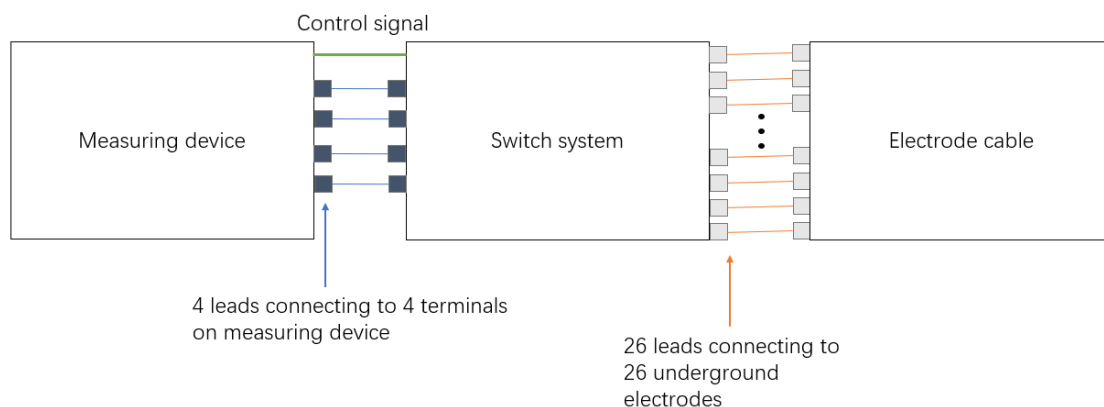 Control signal
Measuring device
Switch system
Electrode cable
4 leads connecting to 4 terminals
on measuring device
26 leads connecting to
26 underground
electrodes